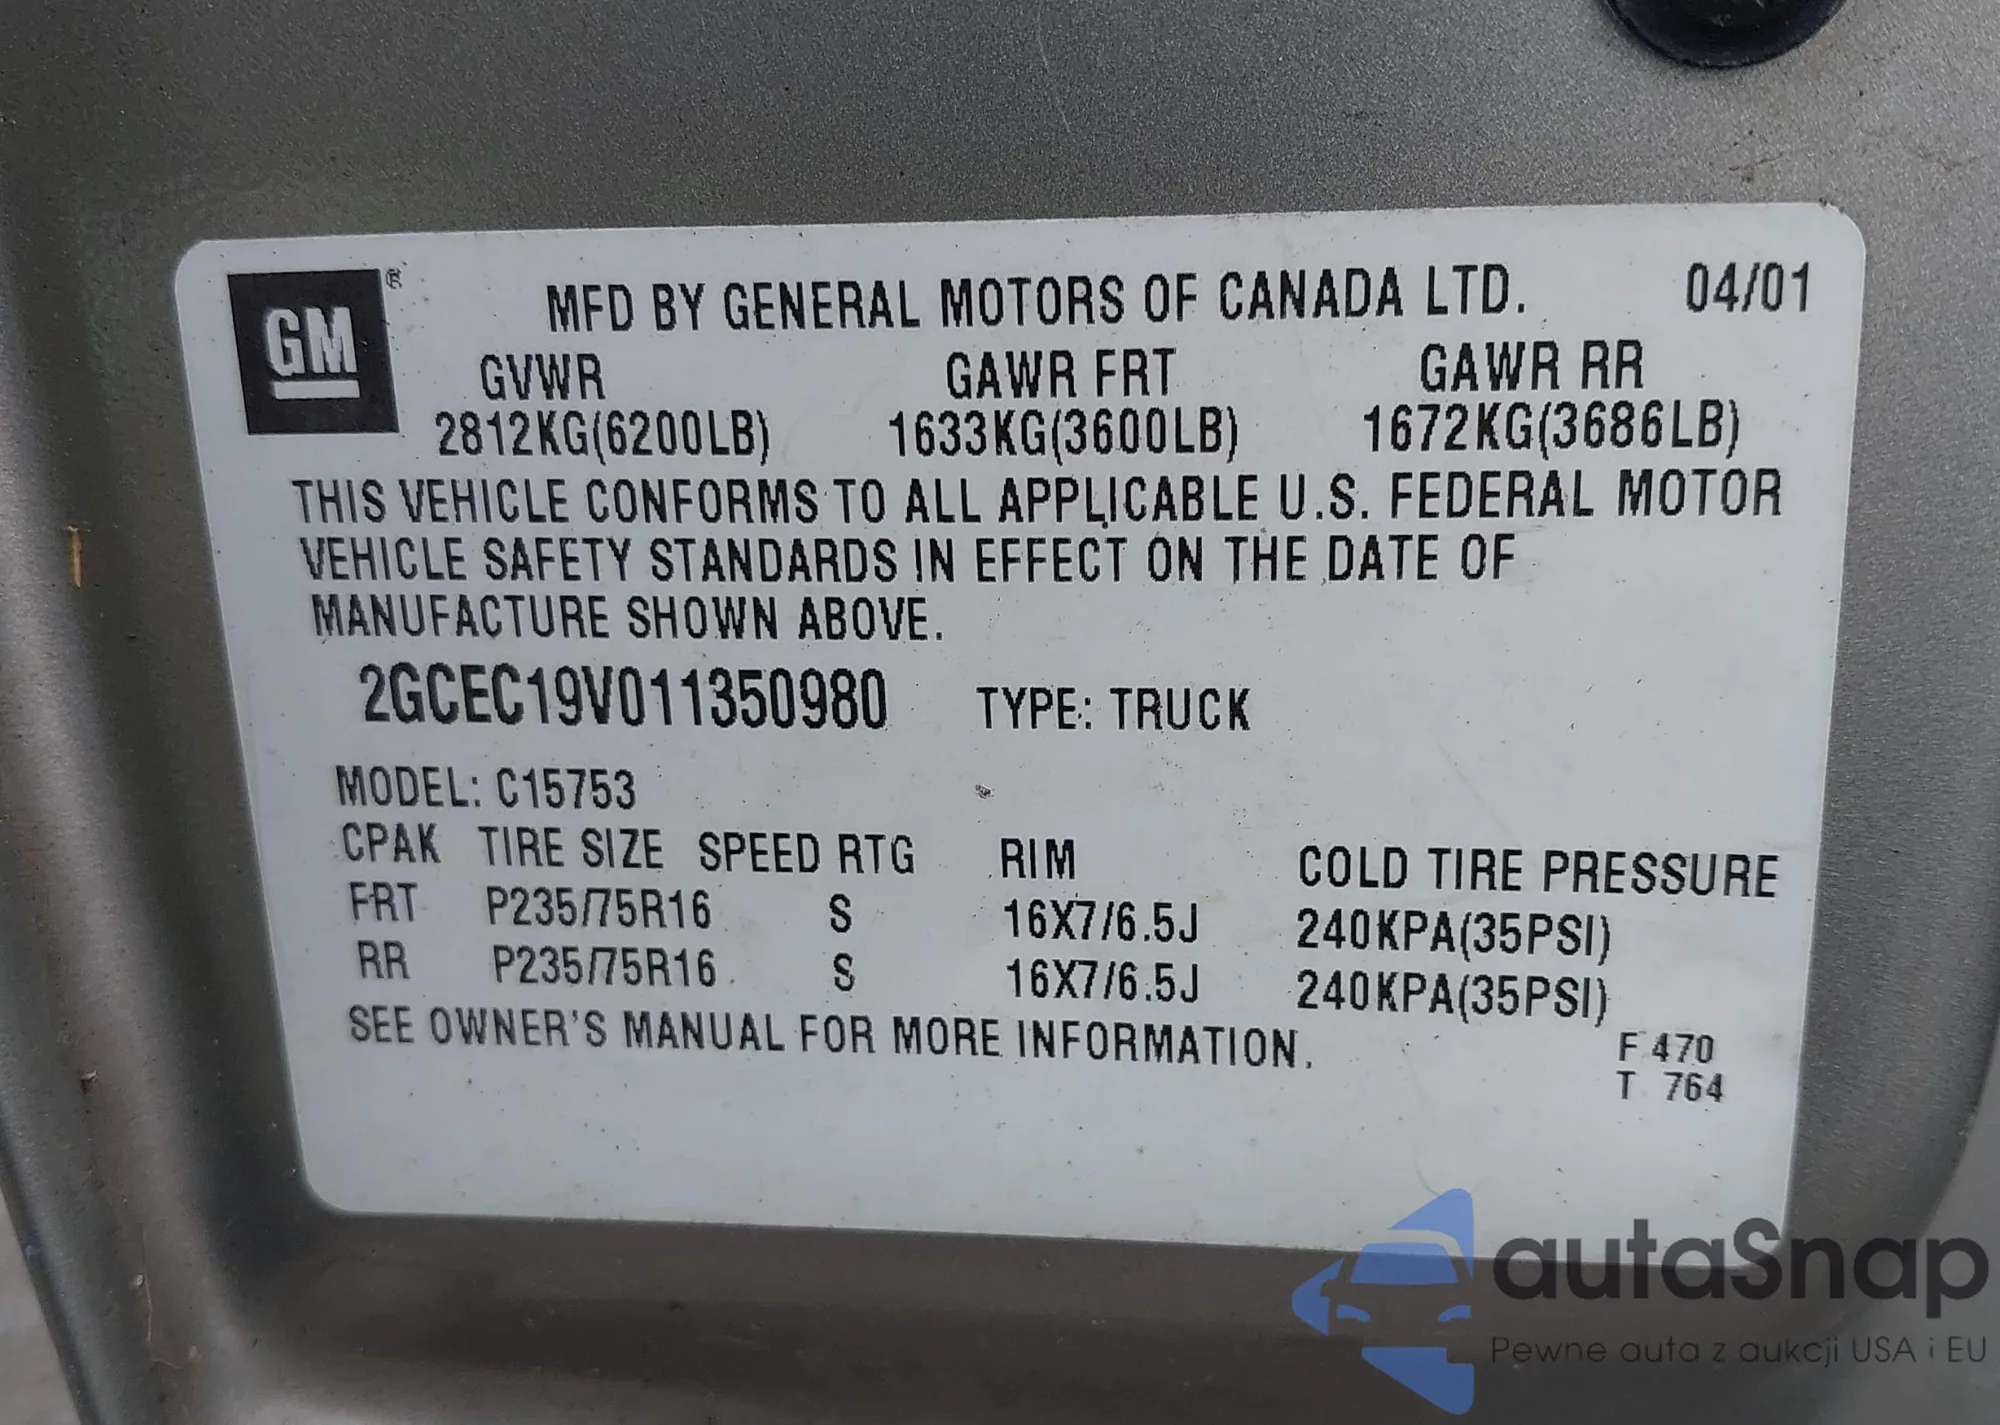 GM ®
MFD BY GENERAL MOTORS OF CANADA LTD. 04/01
GVWR GAWR FRT GAWR RR
2812KG(6200LB) 1633KG(3600LB) 1672KG(3686LB)
THIS VEHICLE CONFORMS TO ALL APPLICABLE U.S. FEDERAL MOTOR
VEHICLE SAFETY STANDARDS IN EFFECT ON THE DATE OF
MANUFACTURE SHOWN ABOVE.
2GCEC19V011350980 TYPE: TRUCK
MODEL: C15753
CPAK TIRE SIZE SPEED RTG RIM COLD TIRE PRESSURE
FRT P235/75R16 S 16X7/6.5J 240KPA(35PSI)
RR P235/75R16 S 16X7/6.5J 240KPA(35PSI)
SEE OWNER'S MANUAL FOR MORE INFORMATION.
F 470
T 764
autaSnap
Pewne auta z aukcji USA i EU